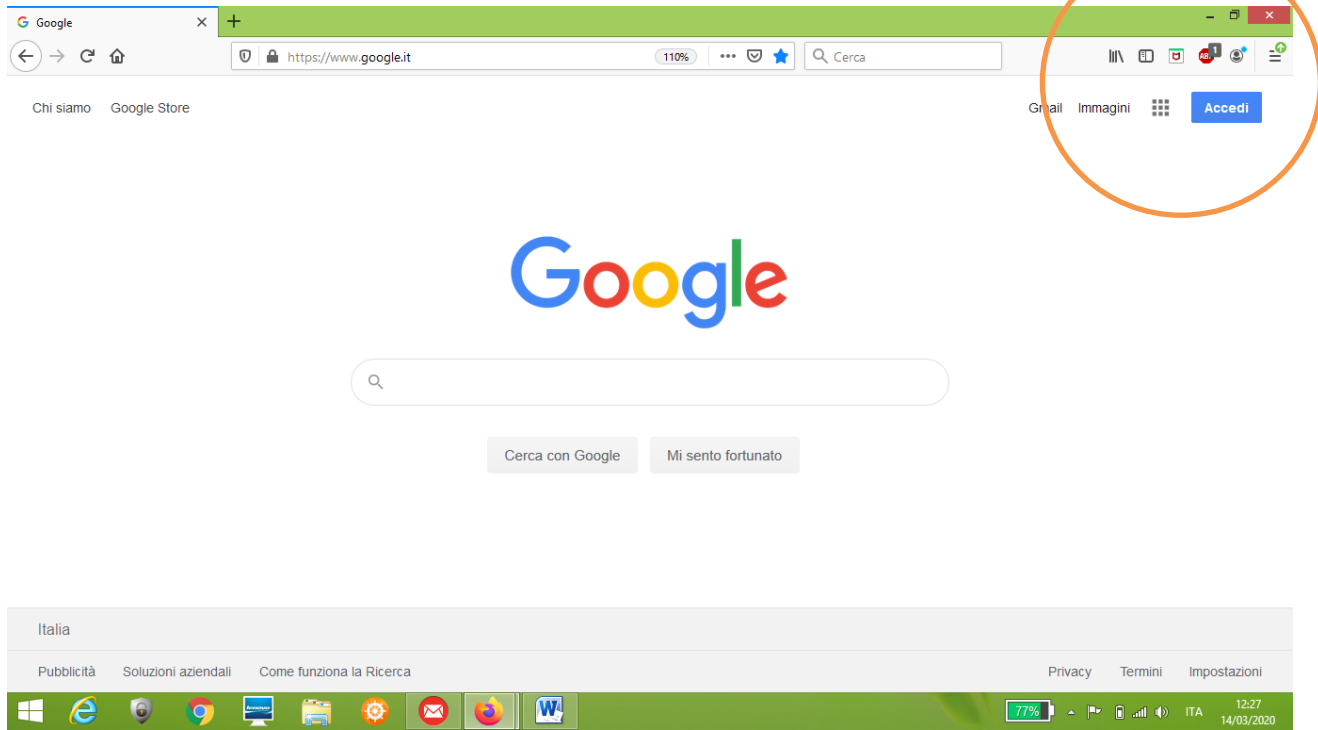 Google
https://www.google.it 110% Cerca 1
Chi siamo Google Store Gmail Immagini Accedi
Google
Cerca con Google Mi sento fortunato
Italia
Pubblicità Soluzioni aziendali Come funziona la Ricerca Privacy Termini Impostazioni
77% ITA 12:27
14/03/2020